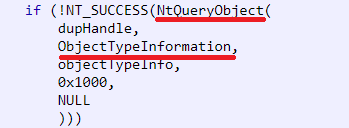 if (!NT_SUCCESS(NtQueryObject(
dupHandle,
ObjectTypeInformation,
objectTypeInfo,
0x1000,
NULL
)))